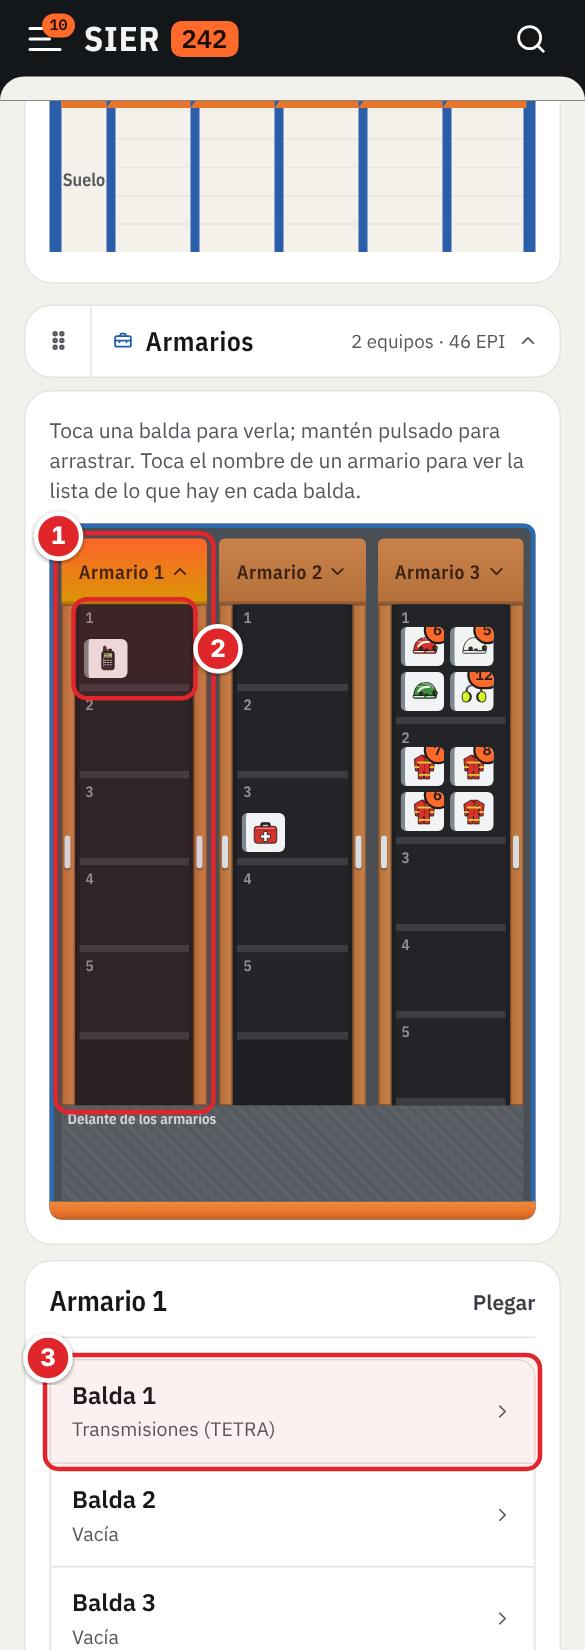 10
SIER 242
Suelo
Armarios 2 equipos · 46 EPI
Toca una balda para verla; mantén pulsado para
arrastrar. Toca el nombre de un armario para ver la
lista de lo que hay en cada balda.
1
Armario 1 Armario 2 Armario 3
1 1 1
6 5
2
12
2 2 2
7 8
6
3 3 3
4 4 4
5 5 5
Delante de los armarios
Armario 1 Plegar
3
Balda 1
Transmisiones (TETRA)
Balda 2
Vacía
Balda 3
Vacía